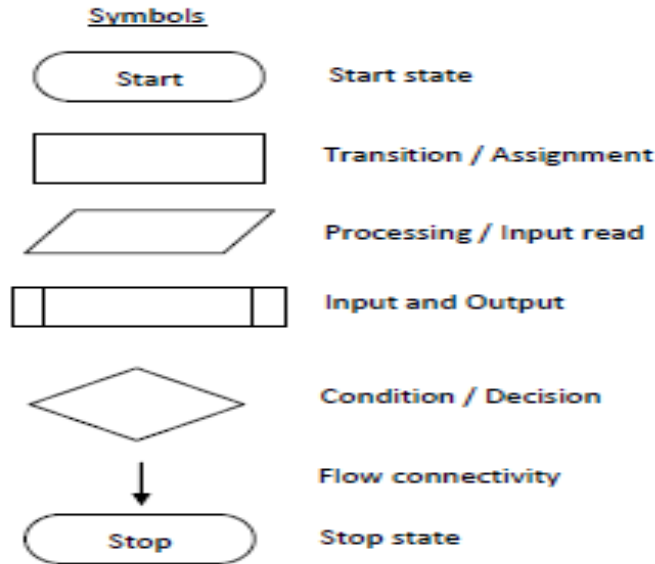 Symbols
Start Start state
Transition / Assignment
Processing / Input read
Input and Output
Condition / Decision
Flow connectivity
Stop Stop state